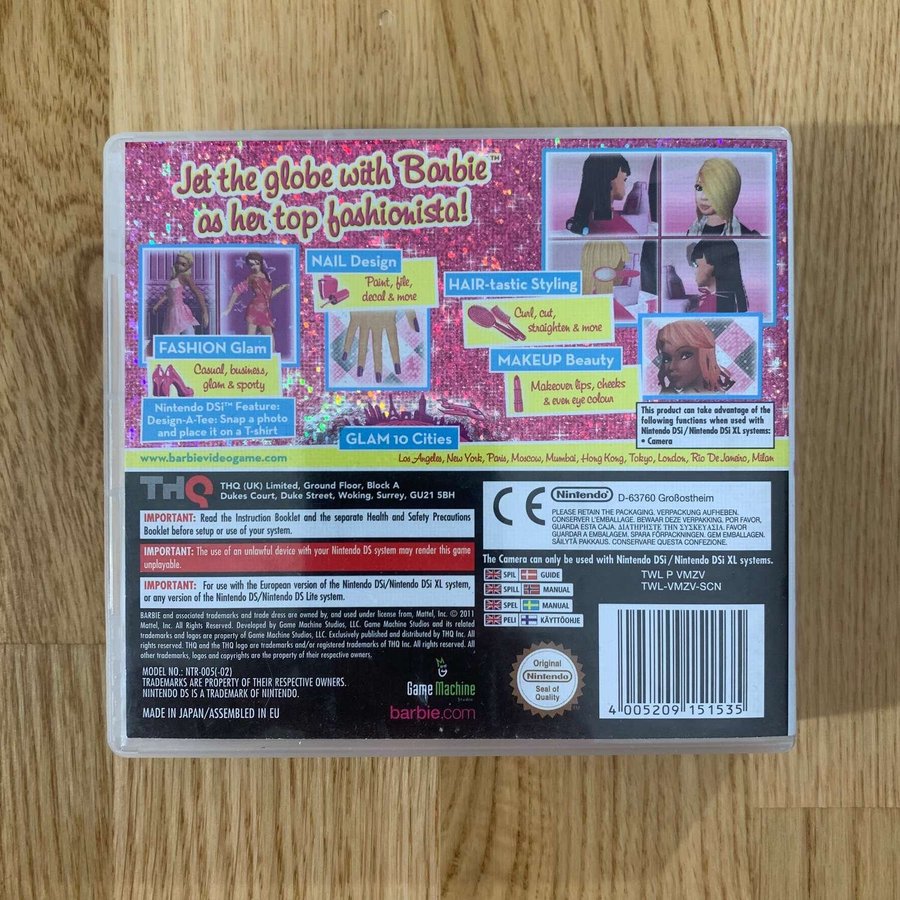 Jet the globe with Barbie™
as her top fashionista!
NAIL Design
Paint, file,
decal & more
HAIR-tastic Styling
Curl, cut,
straighten & more
FASHION Glam
Casual, business,
glam & sporty
Nintendo DSi™ Feature:
Design-A-Tee: Snap a photo
and place it on a T-shirt
MAKEUP Beauty
Makeover lips, cheeks
& even eye colour
This product can take advantage of the
following functions when used with
Nintendo DSi / Nintendo DSi XL systems:
• Camera
GLAM 10 Cities
www.barbievideogame.com
Los Angeles, New York, Paris, Moscow, Mumbai, Hong Kong, Tokyo, London, Rio De Janeiro, Milan
THQ
THQ (UK) Limited, Ground Floor, Block A
Dukes Court, Duke Street, Woking, Surrey, GU21 5BH
IMPORTANT: Read the Instruction Booklet and the separate Health and Safety Precautions
Booklet before setup or use of your system.
IMPORTANT: The use of an unlawful device with your Nintendo DS system may render this game
unplayable.
IMPORTANT: For use with the European version of the Nintendo DSi/Nintendo DSi XL system,
or any version of the Nintendo DS/Nintendo DS Lite system.
BARBIE and associated trademarks and trade dress are owned by, and used under license from, Mattel, Inc. © 2011
Mattel, Inc. All Rights Reserved. Developed by Game Machine Studios, LLC. Game Machine Studios and its related
trademarks and logos are property of Game Machine Studios, LLC. Exclusively published and distributed by THQ Inc. All
rights reserved. THQ and the THQ logo are trademarks and/or registered trademarks of THQ Inc. All rights reserved. All
other trademarks, logos and copyrights are the property of their respective owners.
MODEL NO.: NTR-005(-02)
TRADEMARKS ARE PROPERTY OF THEIR RESPECTIVE OWNERS.
NINTENDO DS IS A TRADEMARK OF NINTENDO.
MADE IN JAPAN/ASSEMBLED IN EU
Game Machine
Studios
barbie.com
CE
Nintendo® D-63760 Großostheim
PLEASE RETAIN THE PACKAGING. VERPACKUNG AUFHEBEN.
CONSERVER L'EMBALLAGE. BEWAAR DEZE VERPAKKING. POR FAVOR,
GUARDAR ESTA CAJA. ΔΙΑΤΗΡΗΣΤΕ ΤΗΝ ΣΥΣΚΕΥΑΣΙΑ. FAVOR
GUARDAR A EMBALAGEM. SPARA FÖRPACKNINGEN. GEM EMBALLAGEN.
SÄILYTÄ PAKKAUS. CONSERVARE QUESTA CONFEZIONE.
The Camera can only be used with Nintendo DSi / Nintendo DSi XL systems.
SPIL GUIDE
SPILL MANUAL
SPEL MANUAL
PELI KÄYTTÖOHJE
TWL P VMZV
TWL-VMZV-SCN
Original
Nintendo
Seal of
Quality
4 005209 151535